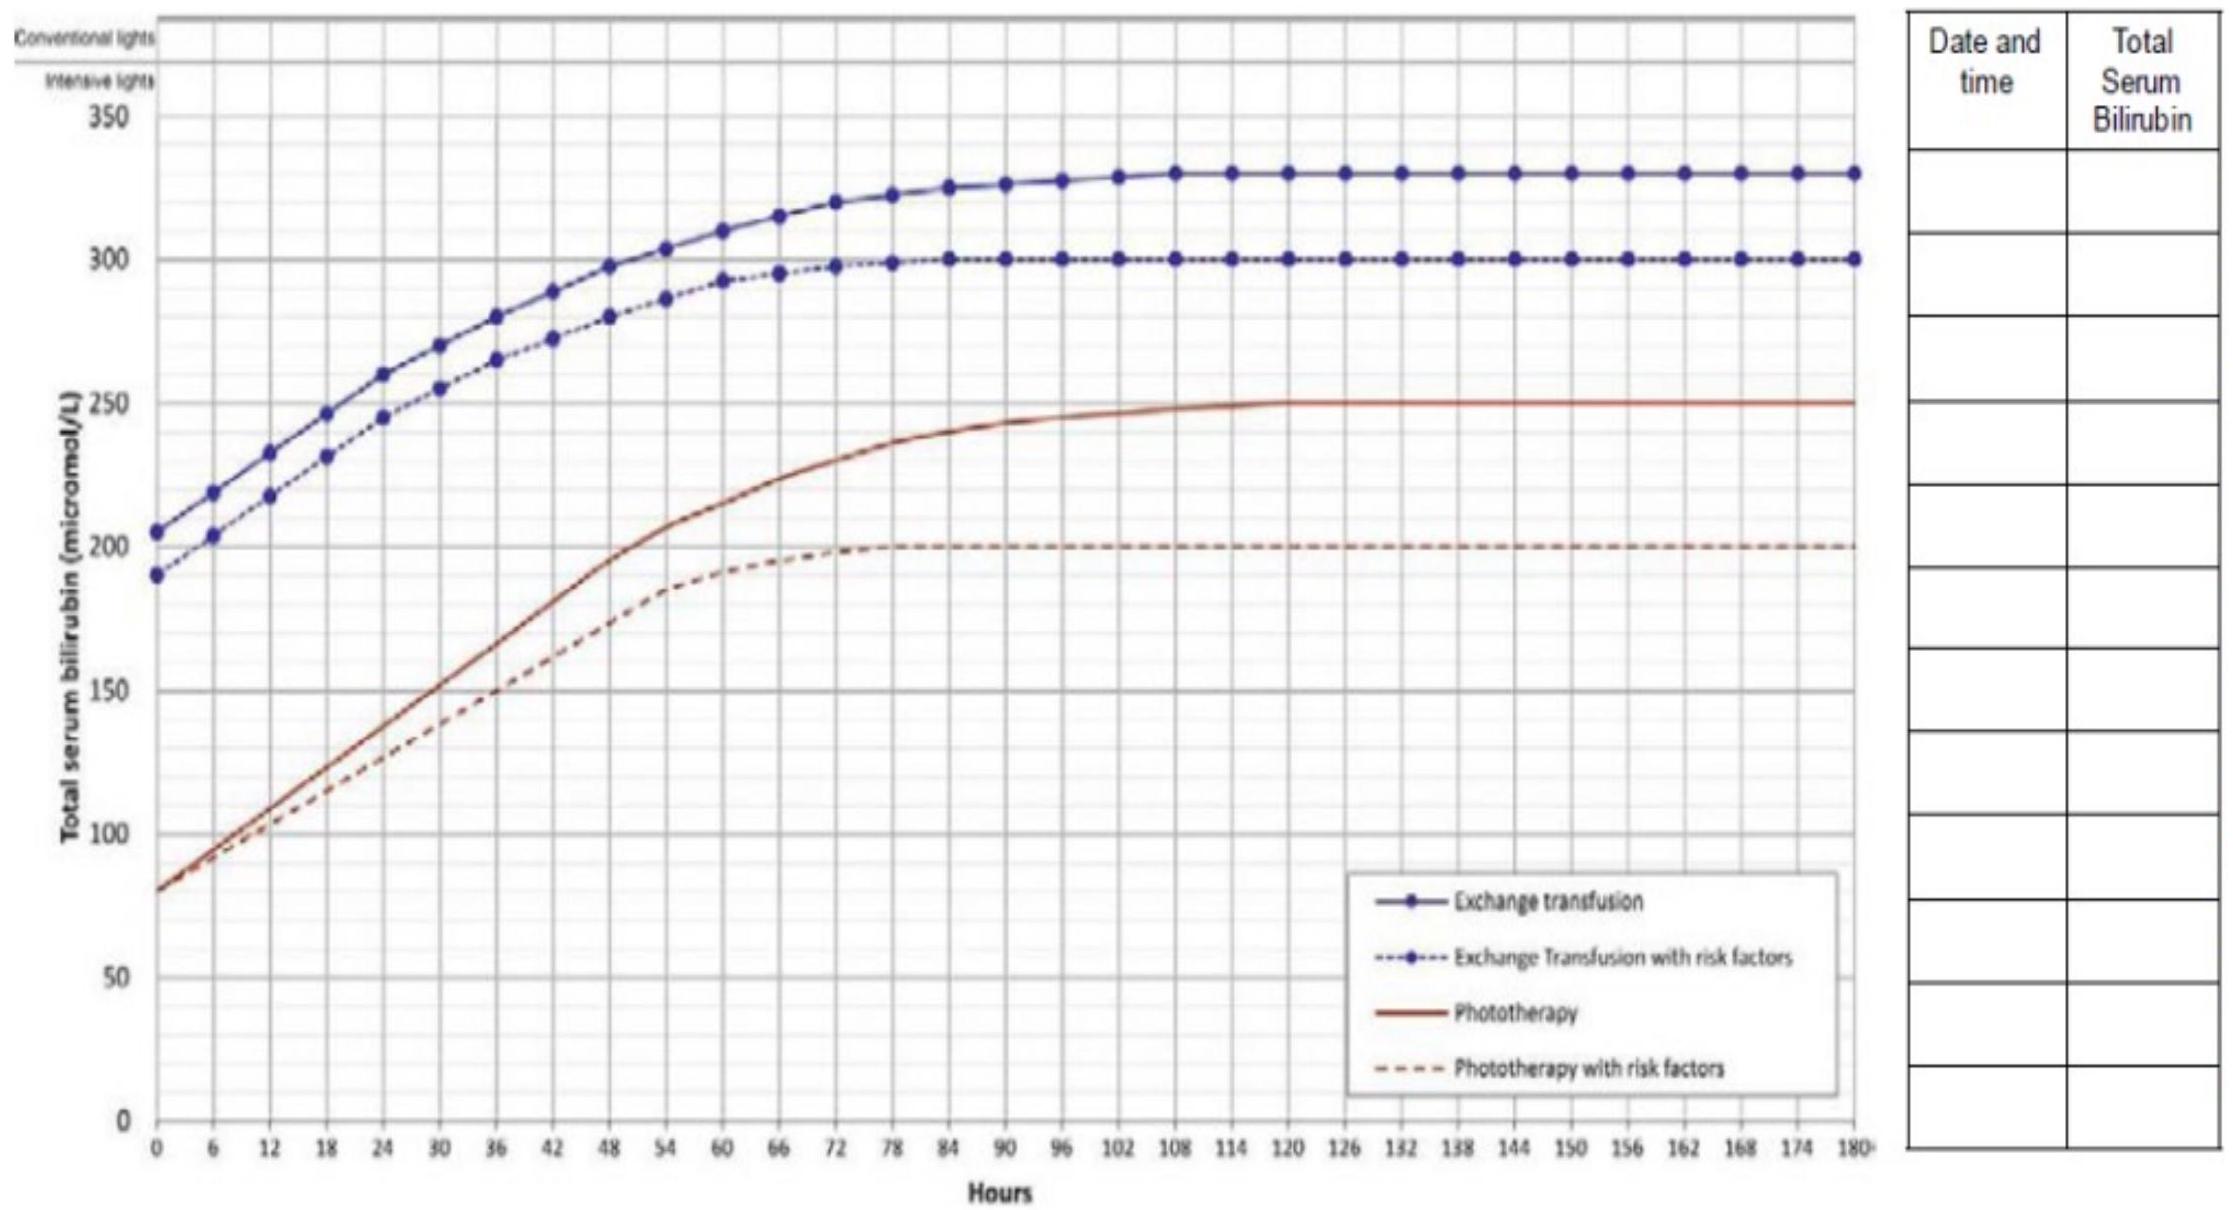 Conventional lights
Intensive lights
350
300
250
200
150
100
50
0
Total serum bilirubin (micromol/L)
0 6 12 18 24 30 36 42 48 54 60 66 72 78 84 90 96 102 108 114 120 126 132 138 144 150 156 162 168 174 180+
Hours
Exchange transfusion
Exchange Transfusion with risk factors
Phototherapy
Phototherapy with risk factors
Date and
time
Total
Serum
Bilirubin